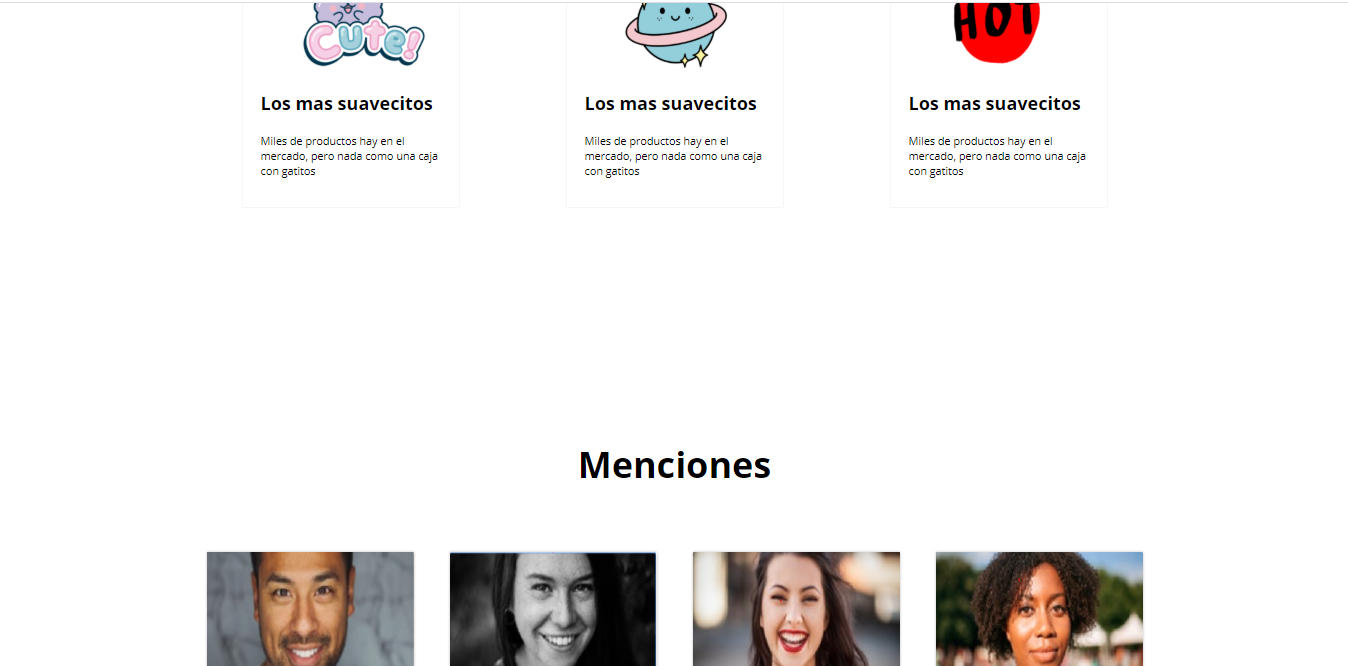 Cute!
HOT
Los mas suavecitos
Los mas suavecitos
Los mas suavecitos
Miles de productos hay en el
mercado, pero nada como una caja
con gatitos
Miles de productos hay en el
mercado, pero nada como una caja
con gatitos
Miles de productos hay en el
mercado, pero nada como una caja
con gatitos
Menciones